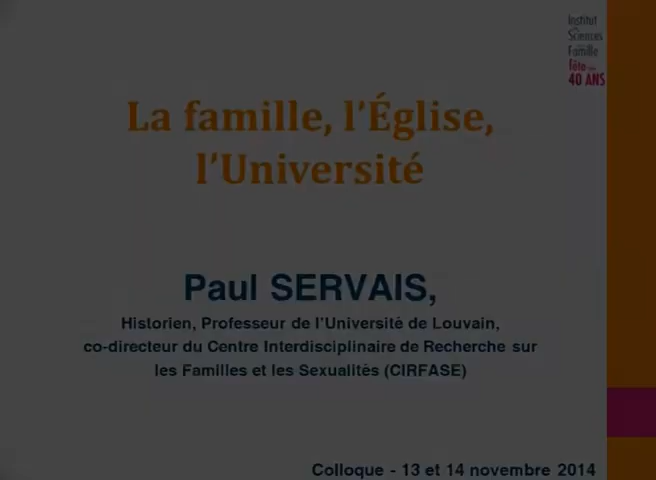 Institut
Sciences
Famille
fête
40 ANS
La famille, l'Église,
l'Université
Paul SERVAIS,
Historien, Professeur de l'Université de Louvain,
co-directeur du Centre Interdisciplinaire de Recherche sur
les Familles et les Sexualités (CIRFASE)
Colloque - 13 et 14 novembre 2014